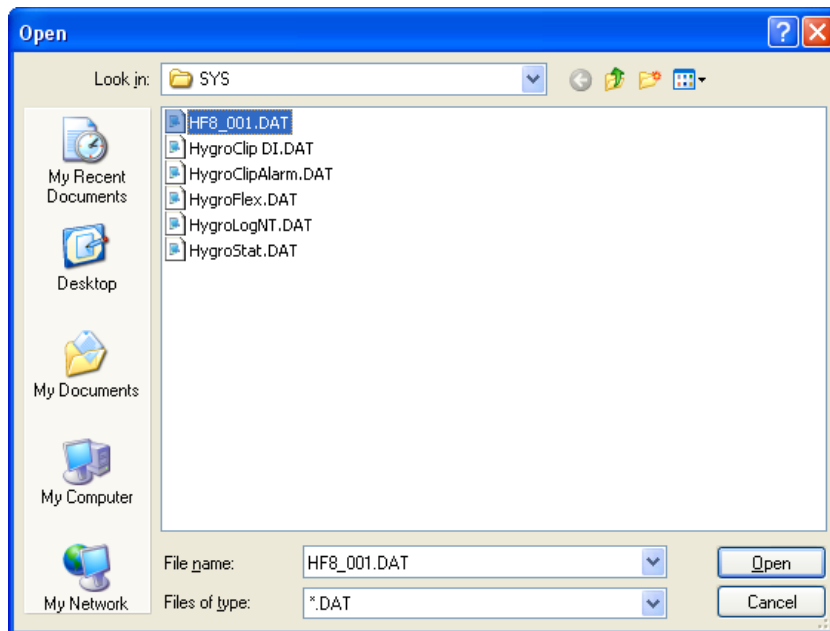 Open
Look in:
SYS
My Recent
Documents
Desktop
My Documents
My Computer
My Network
HF8_001.DAT
HygroClip DI.DAT
HygroClipAlarm.DAT
HygroFlex.DAT
HygroLogNT.DAT
HygroStat.DAT
File name:
HF8_001.DAT
Open
Files of type:
*.DAT
Cancel